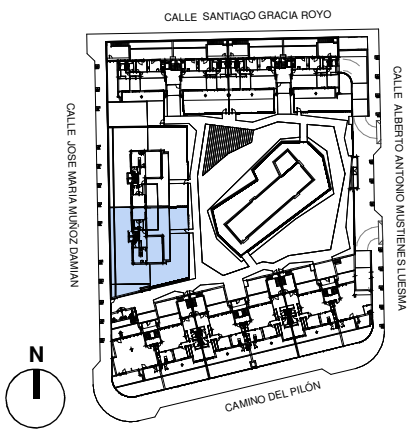 CALLE SANTIAGO GRACIA ROYO
CALLE JOSE MARIA MUÑOZ DAMIAN
CALLE ALBERTO ANTONIO MUSTIENES LUESMA
CAMINO DEL PILÓN
N